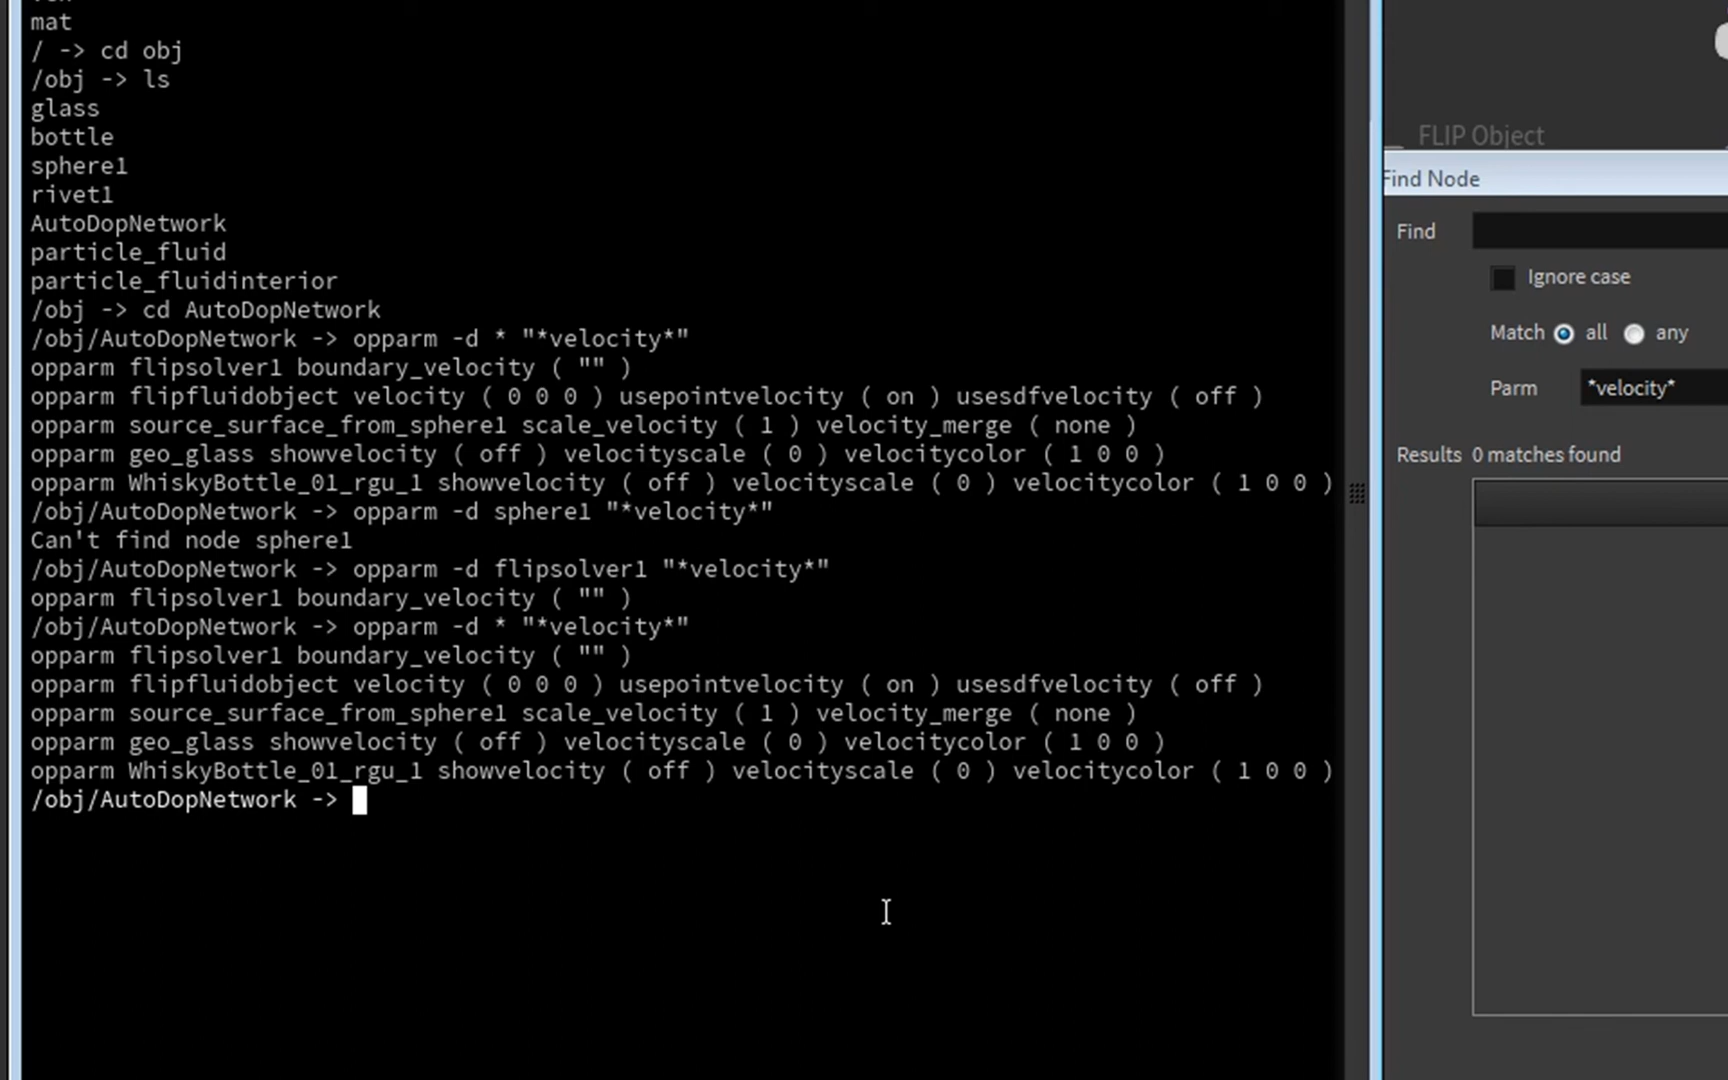 mat
/ -> cd obj
/obj -> ls
glass
bottle
sphere1
rivet1
AutoDopNetwork
particle_fluid
particle_fluidinterior
/obj -> cd AutoDopNetwork
/obj/AutoDopNetwork -> opparm -d * "*velocity*"
opparm flipsolver1 boundary_velocity ( "" )
opparm flipfluidobject velocity ( 0 0 0 ) usepointvelocity ( on ) usesdfvelocity ( off )
opparm source_surface_from_sphere1 scale_velocity ( 1 ) velocity_merge ( none )
opparm geo_glass showvelocity ( off ) velocityscale ( 0 ) velocitycolor ( 1 0 0 )
opparm WhiskyBottle_01_rgu_1 showvelocity ( off ) velocityscale ( 0 ) velocitycolor ( 1 0 0 )
/obj/AutoDopNetwork -> opparm -d sphere1 "*velocity*"
Can't find node sphere1
/obj/AutoDopNetwork -> opparm -d flipsolver1 "*velocity*"
opparm flipsolver1 boundary_velocity ( "" )
/obj/AutoDopNetwork -> opparm -d * "*velocity*"
opparm flipsolver1 boundary_velocity ( "" )
opparm flipfluidobject velocity ( 0 0 0 ) usepointvelocity ( on ) usesdfvelocity ( off )
opparm source_surface_from_sphere1 scale_velocity ( 1 ) velocity_merge ( none )
opparm geo_glass showvelocity ( off ) velocityscale ( 0 ) velocitycolor ( 1 0 0 )
opparm WhiskyBottle_01_rgu_1 showvelocity ( off ) velocityscale ( 0 ) velocitycolor ( 1 0 0 )
/obj/AutoDopNetwork ->
FLIP Object
Find Node
Find
Ignore case
Match all any
Parm *velocity*
Results 0 matches found